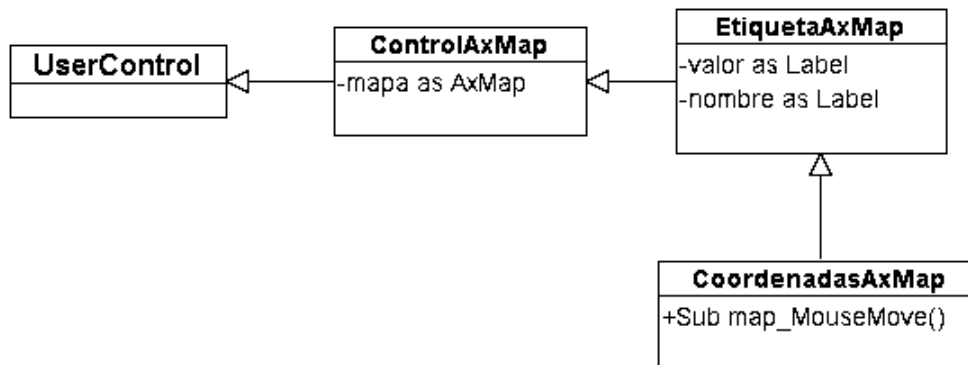 UserControl
ControlAxMap
-mapa as AxMap
EtiquetaAxMap
-valor as Label
-nombre as Label
CoordenadasAxMap
+Sub map_MouseMove()